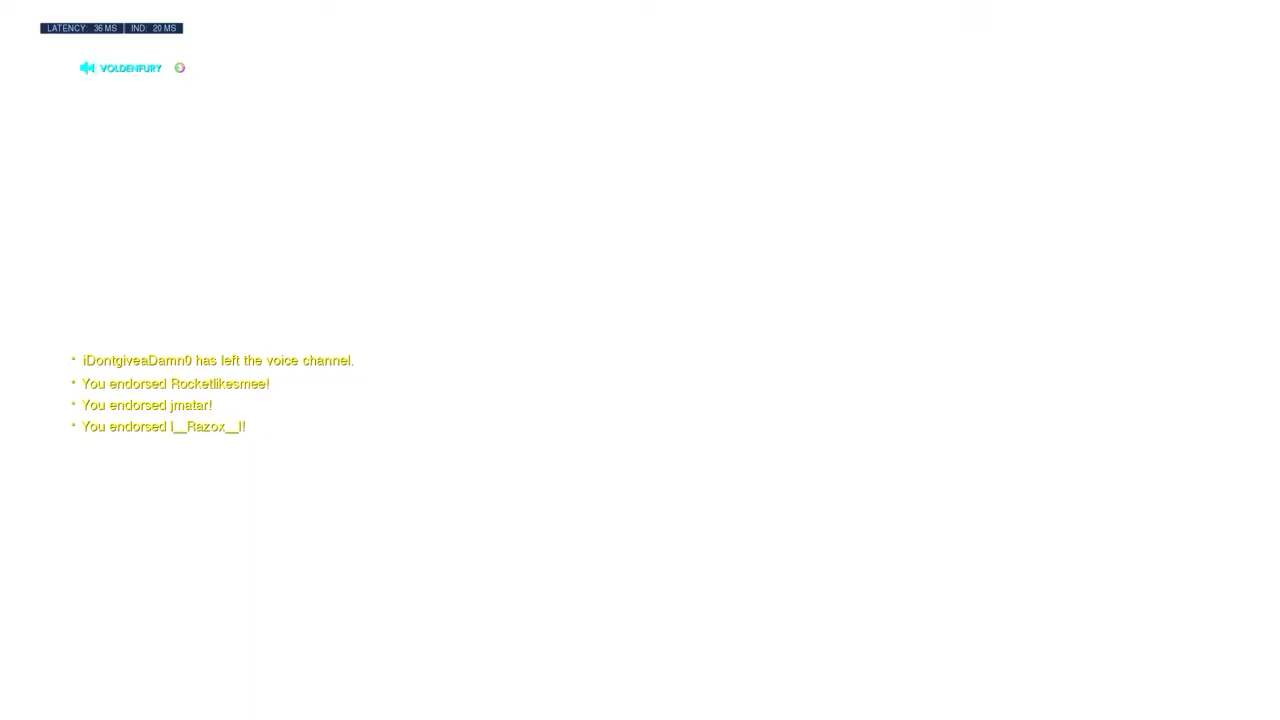 LATENCY: 36 MS | IND: 20 MS
VOLDENFURY
iDontgiveaDamn0 has left the voice channel.
You endorsed Rocketlikesmee!
You endorsed jmatar!
You endorsed I__Razox__I!